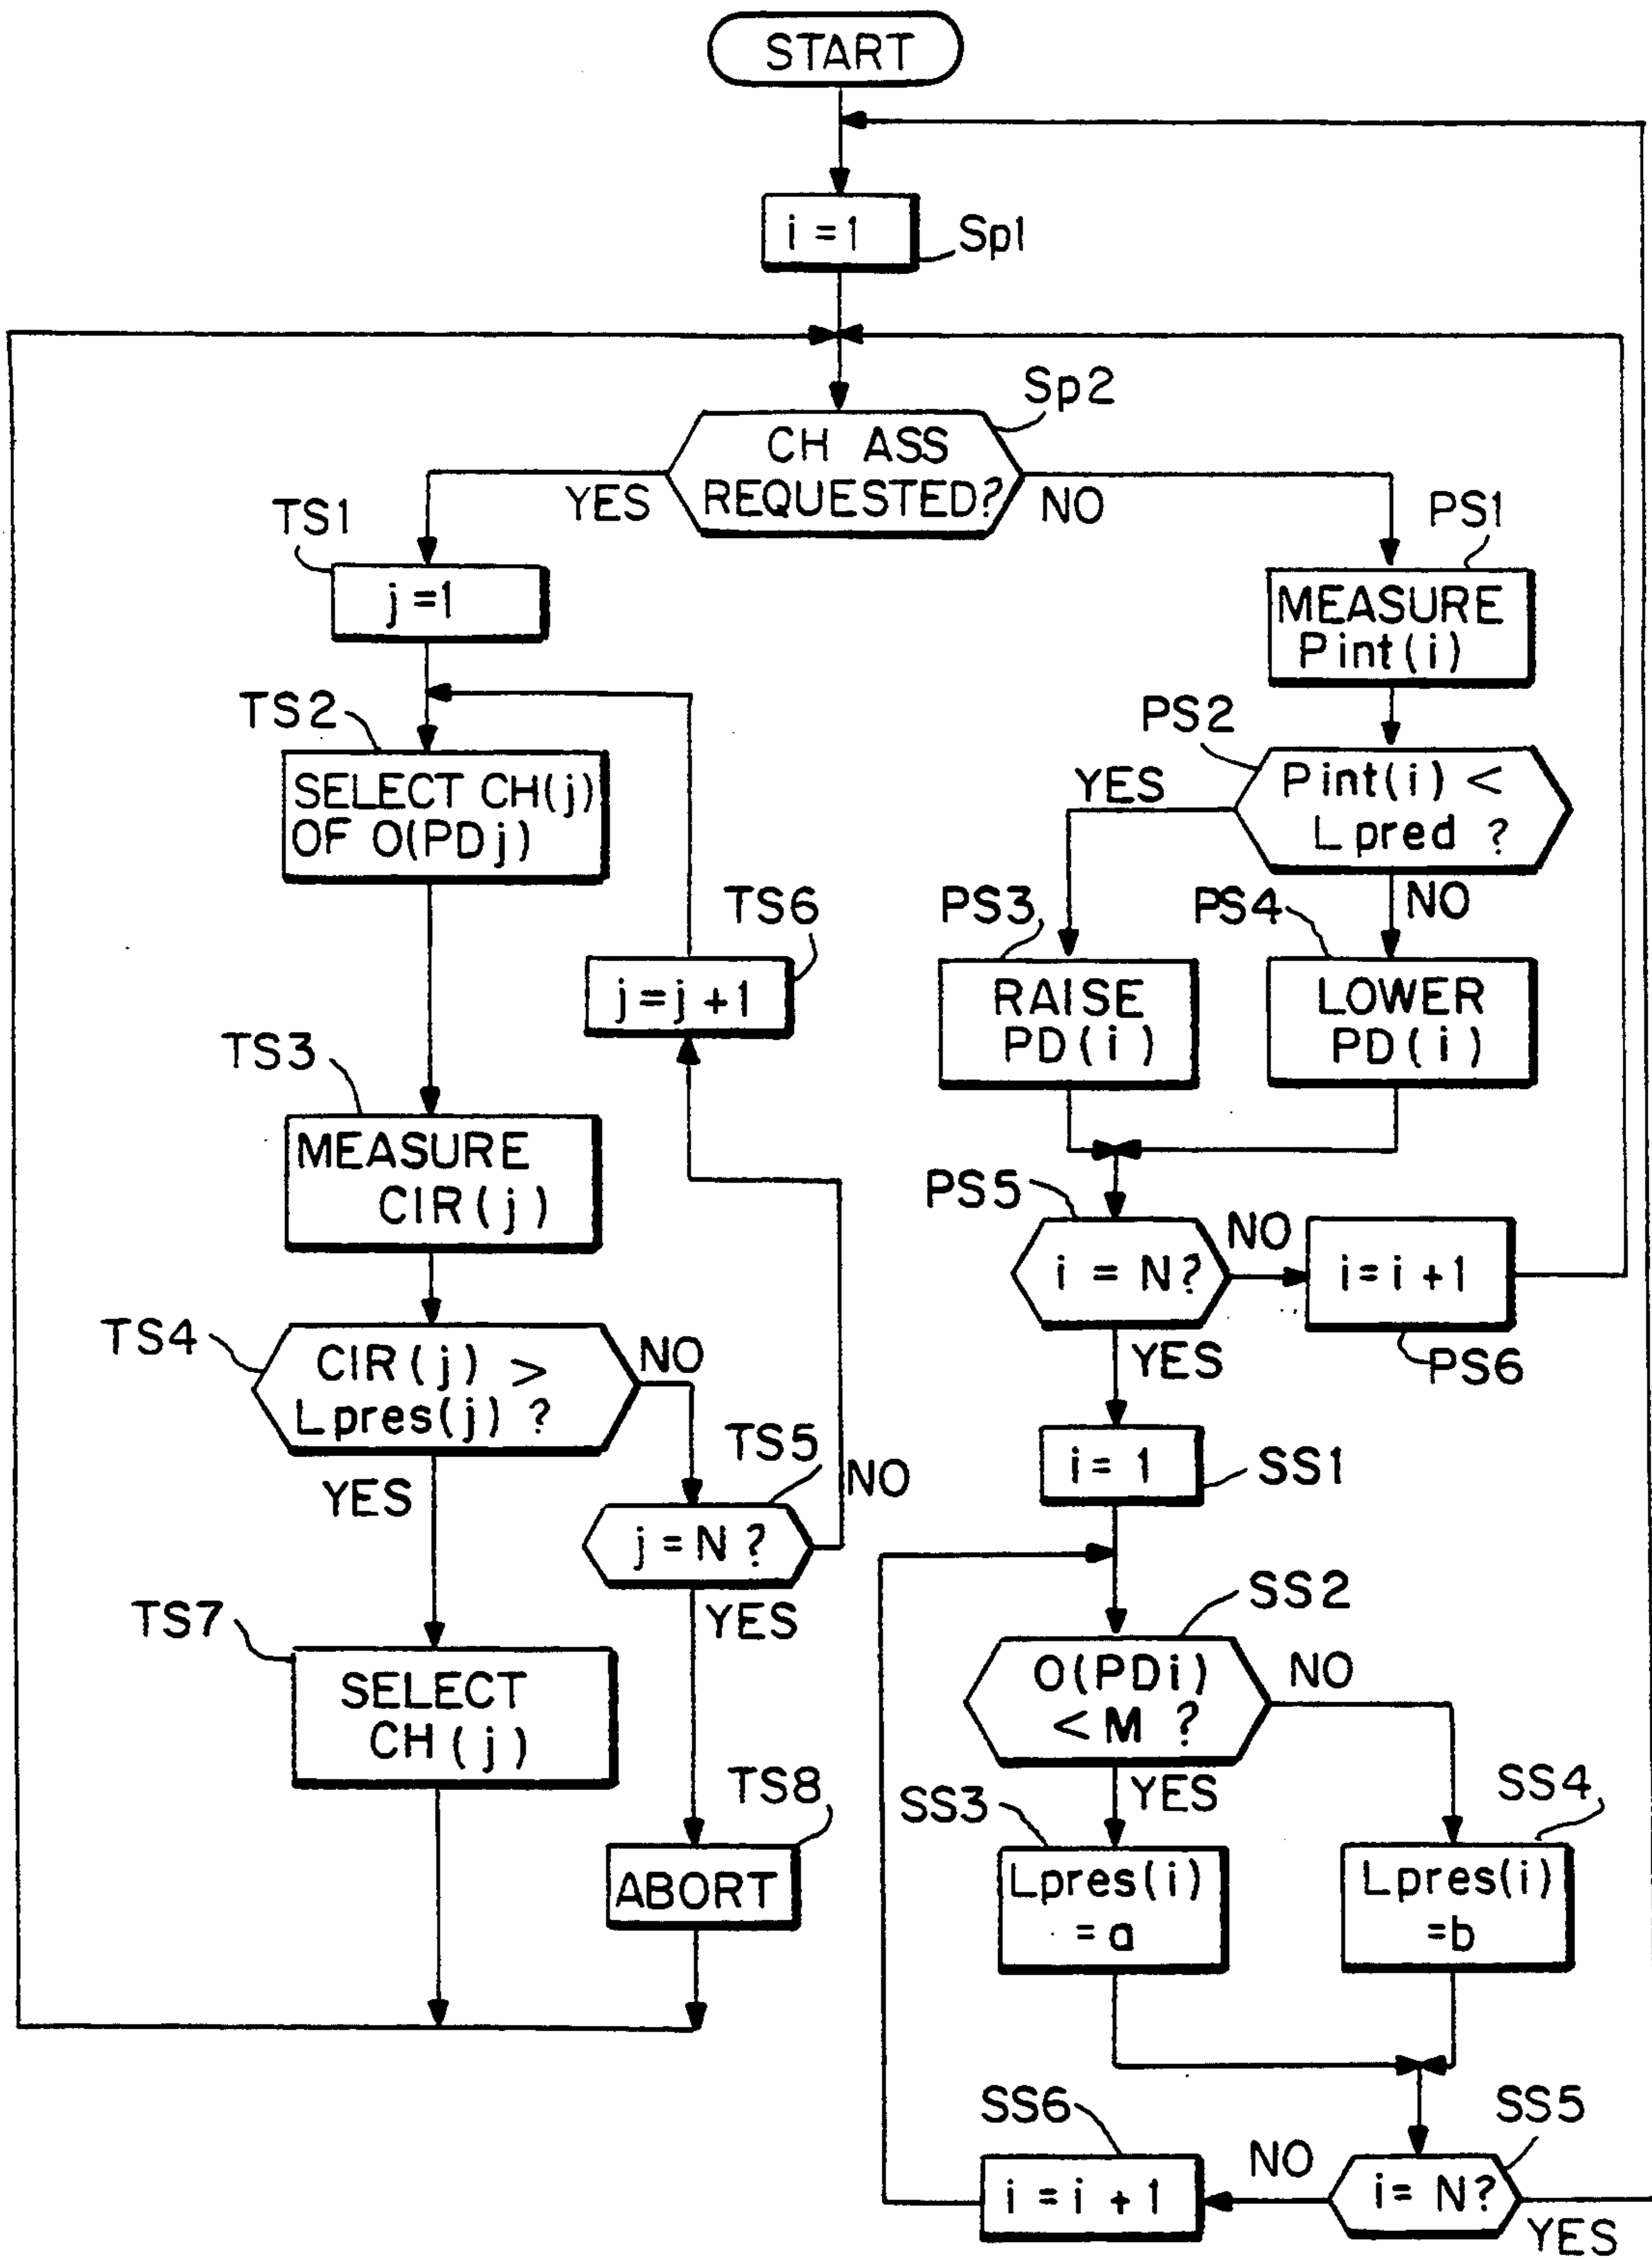 START
i = 1
Sp1
Sp2
CH ASS
REQUESTED?
YES
NO
TS1
j = 1
PS1
MEASURE
Pint(i)
TS2
SELECT CH(j)
OF O(PDj)
PS2
Pint(i) <
Lpred ?
YES
NO
TS6
j = j + 1
PS3
RAISE
PD(i)
PS4
LOWER
PD(i)
TS3
MEASURE
CIR(j)
PS5
i = N?
NO
i = i + 1
PS6
YES
TS4
CIR(j) >
Lpres(j) ?
NO
YES
TS5
j = N ?
NO
YES
i = 1
SS1
SS2
O(PDi)
< M ?
NO
YES
TS7
SELECT
CH(j)
TS8
ABORT
SS3
Lpres(i)
= a
SS4
Lpres(i)
= b
SS6
i = i + 1
NO
SS5
i = N?
YES